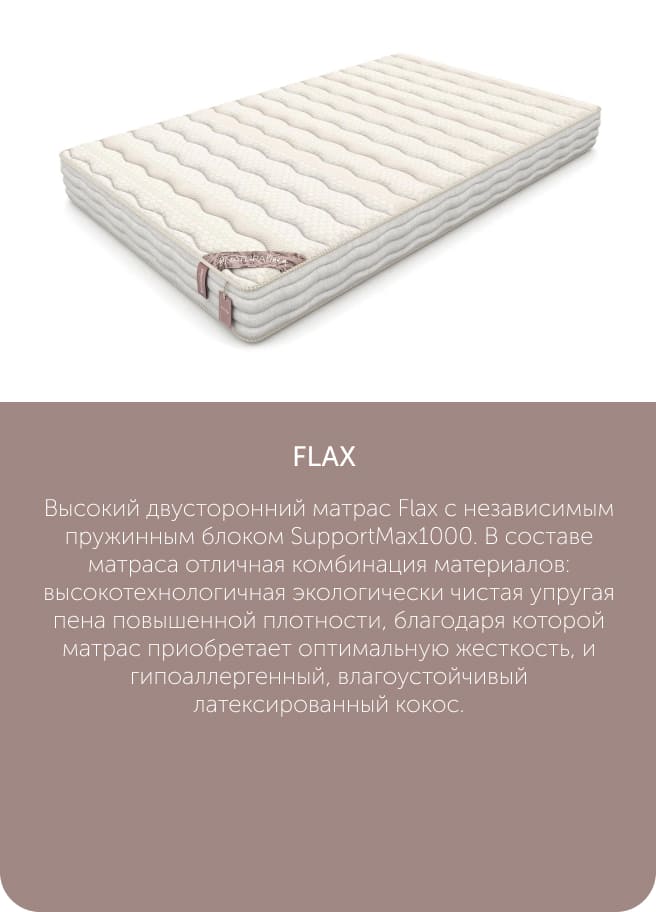 FLAX
Высокий двусторонний матрас Flax с независимым
пружинным блоком SupportMax1000. В составе
матраса отличная комбинация материалов:
высокотехнологичная экологически чистая упругая
пена повышенной плотности, благодаря которой
матрас приобретает оптимальную жесткость, и
гипоаллергенный, влагоустойчивый
латексированный кокос.